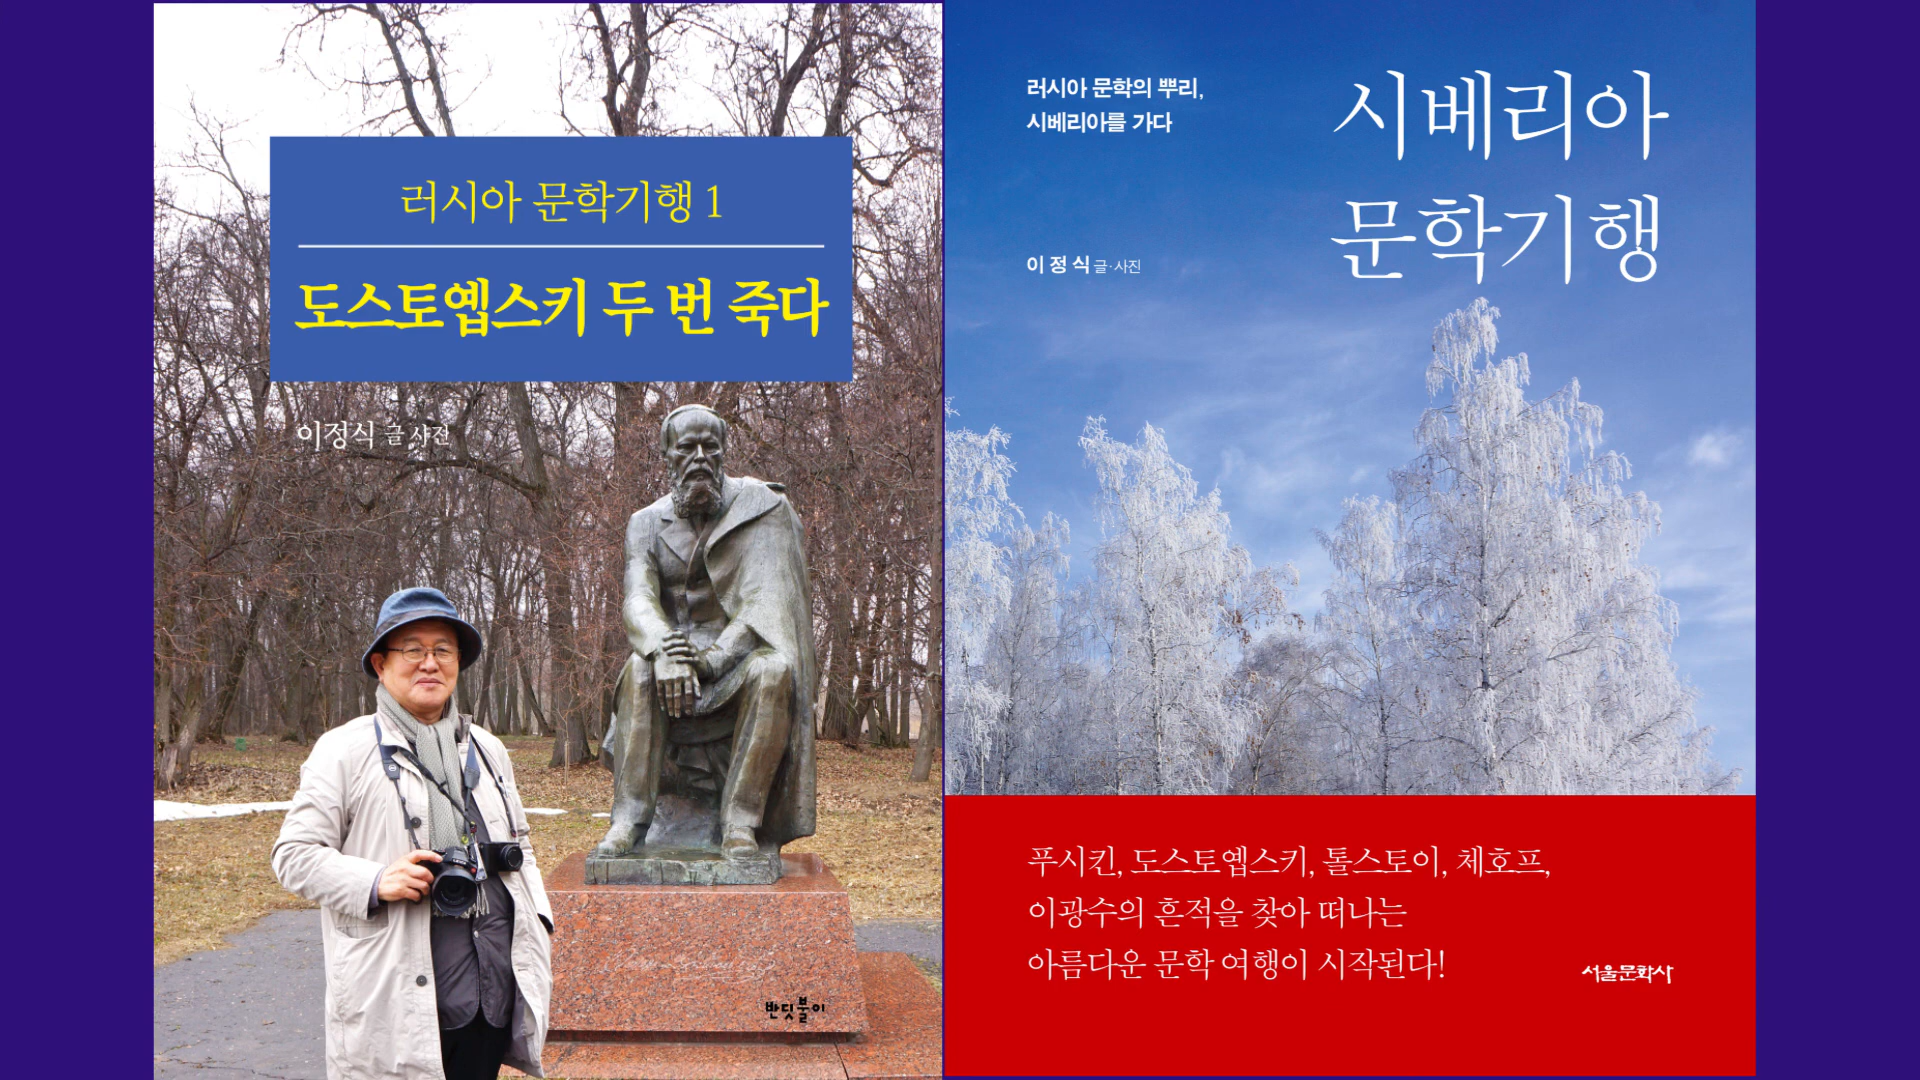 러시아 문학기행 1
도스토옙스키 두 번 죽다
이정식 글 사진
반딧불이
러시아 문학의 뿌리,
시베리아를 가다
시베리아
문학기행
이정식 글·사진
푸시킨, 도스토옙스키, 톨스토이, 체호프,
이광수의 흔적을 찾아 떠나는
아름다운 문학 여행이 시작된다!
서울문화사